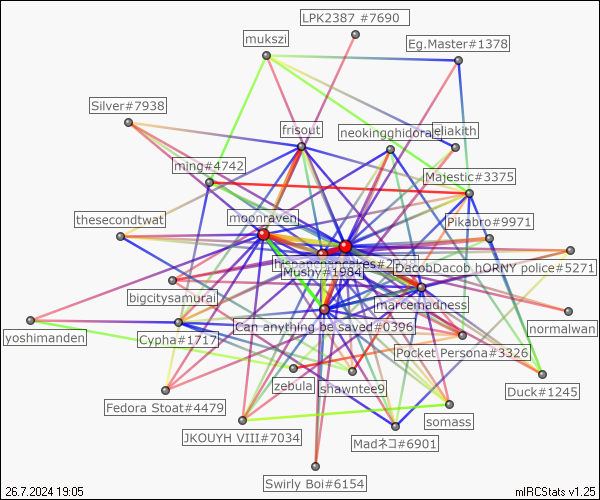 LPK2387 #7690
mukszi
Eg.Master#1378
Silver#7938
frisout
neokingghidorah
eliakith
ming#4742
Majestic#3375
thesecondtwat
moonraven
Pikabro#9971
Mushy#1984
DacobDacob hORNY police#5271
bigcitysamurai
marcemadness
yoshimanden
Cypha#1717
Can anything be saved#0396
normalwan
Pocket Persona#3326
zebula
shawntee9
Duck#1245
Fedora Stoat#4479
somass
JKOUYH VIII#7034
Madネコ#6901
Swirly Boi#6154
26.7.2024 19:05
mIRCStats v1.25